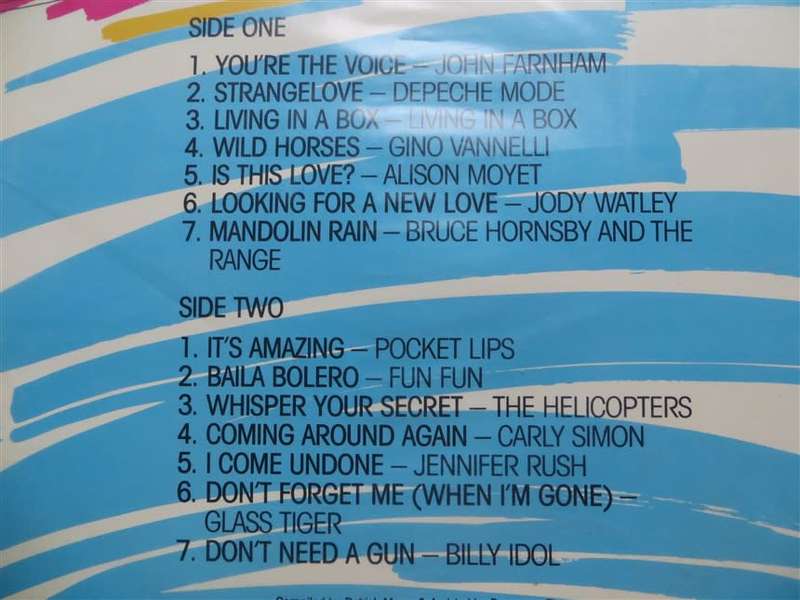 SIDE ONE
1. YOU'RE THE VOICE – JOHN FARNHAM
2. STRANGELOVE – DEPECHE MODE
3. LIVING IN A BOX – LIVING IN A BOX
4. WILD HORSES – GINO VANNELLI
5. IS THIS LOVE? – ALISON MOYET
6. LOOKING FOR A NEW LOVE – JODY WATLEY
7. MANDOLIN RAIN – BRUCE HORNSBY AND THE
RANGE
SIDE TWO
1. IT'S AMAZING – POCKET LIPS
2. BAILA BOLERO – FUN FUN
3. WHISPER YOUR SECRET – THE HELICOPTERS
4. COMING AROUND AGAIN – CARLY SIMON
5. I COME UNDONE – JENNIFER RUSH
6. DON'T FORGET ME (WHEN I'M GONE) –
GLASS TIGER
7. DON'T NEED A GUN – BILLY IDOL